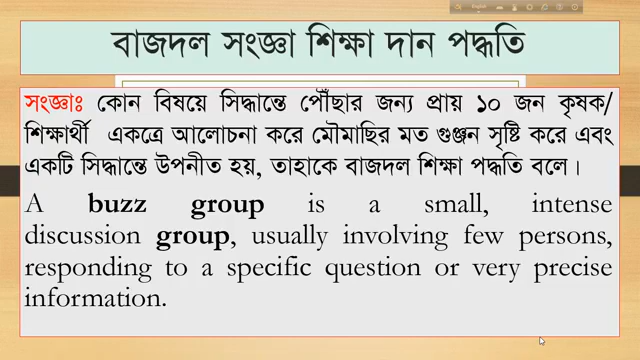 বাজদল সংজ্ঞা শিক্ষা দান পদ্ধতি
সংজ্ঞাঃ কোন বিষয়ে সিদ্ধান্তে পৌঁছার জন্য প্রায় ১০ জন কৃষক/
শিক্ষার্থী একত্রে আলোচনা করে মৌমাছির মত গুঞ্জন সৃষ্টি করে এবং
একটি সিদ্ধান্তে উপনীত হয়, তাহাকে বাজদল শিক্ষা পদ্ধতি বলে।
A buzz group is a small, intense
discussion group, usually involving few persons,
responding to a specific question or very precise
information.